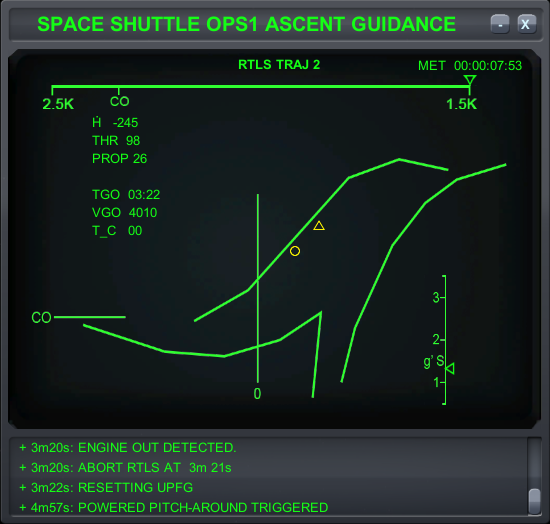 SPACE SHUTTLE OPS1 ASCENT GUIDANCE
- X
RTLS TRAJ 2
MET 00:00:07:53
2.5K CO 1.5K
Ḣ -245
THR 98
PROP 26
TGO 03:22
VGO 4010
T_C 00
3
CO
2
g'S
1
0
+ 3m20s: ENGINE OUT DETECTED.
+ 3m20s: ABORT RTLS AT 3m 21s
+ 3m22s: RESETTING UPFG
+ 4m57s: POWERED PITCH-AROUND TRIGGERED